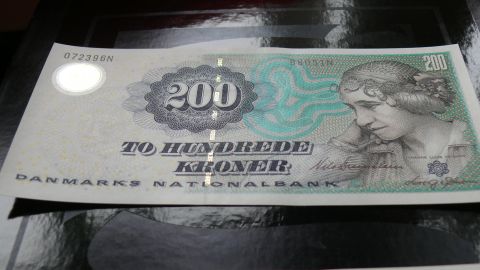 072396N
200
200
TO HUNDREDE
KRONER
DANMARKS NATIONALBANK